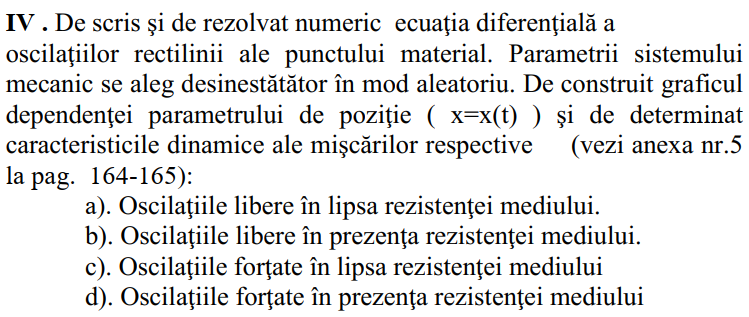 IV . De scris şi de rezolvat numeric ecuaţia diferenţială a
oscilaţiilor rectilinii ale punctului material. Parametrii sistemului
mecanic se aleg desinestătător în mod aleatoriu. De construit graficul
dependenţei parametrului de poziţie ( x=x(t) ) şi de determinat
caracteristicile dinamice ale mişcărilor respective (vezi anexa nr.5
la pag. 164-165):
a). Oscilaţiile libere în lipsa rezistenţei mediului.
b). Oscilaţiile libere în prezenţa rezistenţei mediului.
c). Oscilaţiile forţate în lipsa rezistenţei mediului
d). Oscilaţiile forţate în prezenţa rezistenţei mediului